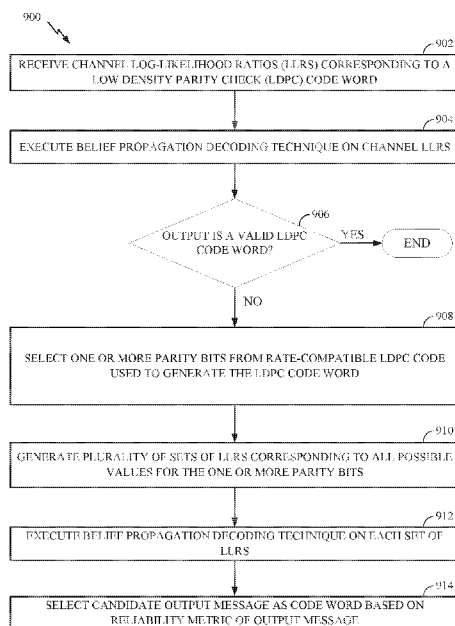 900
902
RECEIVE CHANNEL LOG-LIKELIHOOD RATIOS (LLRS) CORRESPONDING TO A
LOW DENSITY PARITY CHECK (LDPC) CODE WORD
904
EXECUTE BELIEF PROPAGATION DECODING TECHNIQUE ON CHANNEL LLRS
906
OUTPUT IS A VALID LDPC
CODE WORD?
YES
END
NO
908
SELECT ONE OR MORE PARITY BITS FROM RATE-COMPATIBLE LDPC CODE
USED TO GENERATE THE LDPC CODE WORD
910
GENERATE PLURALITY OF SETS OF LLRS CORRESPONDING TO ALL POSSIBLE
VALUES FOR THE ONE OR MORE PARITY BITS
912
EXECUTE BELIEF PROPAGATION DECODING TECHNIQUE ON EACH SET OF
LLRS
914
SELECT CANDIDATE OUTPUT MESSAGE AS CODE WORD BASED ON
RELIABILITY METRIC OF OUTPUT MESSAGE